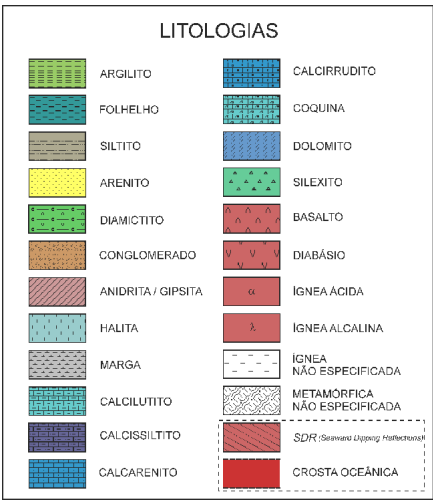 LITOLOGIAS
ARGILITO
FOLHELHO
SILTITO
ARENITO
DIAMICTITO
CONGLOMERADO
ANIDRITA / GIPSITA
HALITA
MARGA
CALCILUTITO
CALCISSILTITO
CALCARENITO
CALCIRRUDITO
COQUINA
DOLOMITO
SILEXITO
BASALTO
DIABÁSIO
α
ÍGNEA ÁCIDA
λ
ÍGNEA ALCALINA
ÍGNEA
NÃO ESPECIFICADA
METAMÓRFICA
NÃO ESPECIFICADA
SDR (Seaward Dipping Reflections)
CROSTA OCEÂNICA